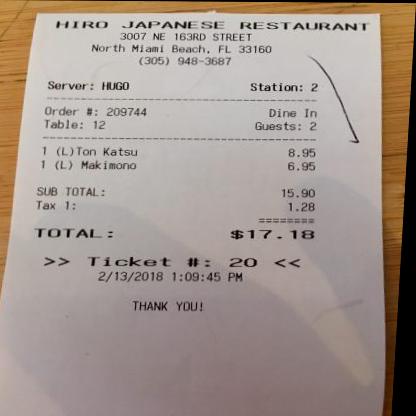 HIRO JAPANESE RESTAURANT
3007 NE 163RD STREET
North Miami Beach, FL 33160
(305) 948-3687
Server: HUGO Station: 2
Order #: 209744 Dine In
Table: 12 Guests: 2
1 (L)Ton Katsu 8.95
1 (L) Makimono 6.95
SUB TOTAL: 15.90
Tax 1: 1.28
========
TOTAL: $17.18
>> Ticket #: 20 <<
2/13/2018 1:09:45 PM
THANK YOU!